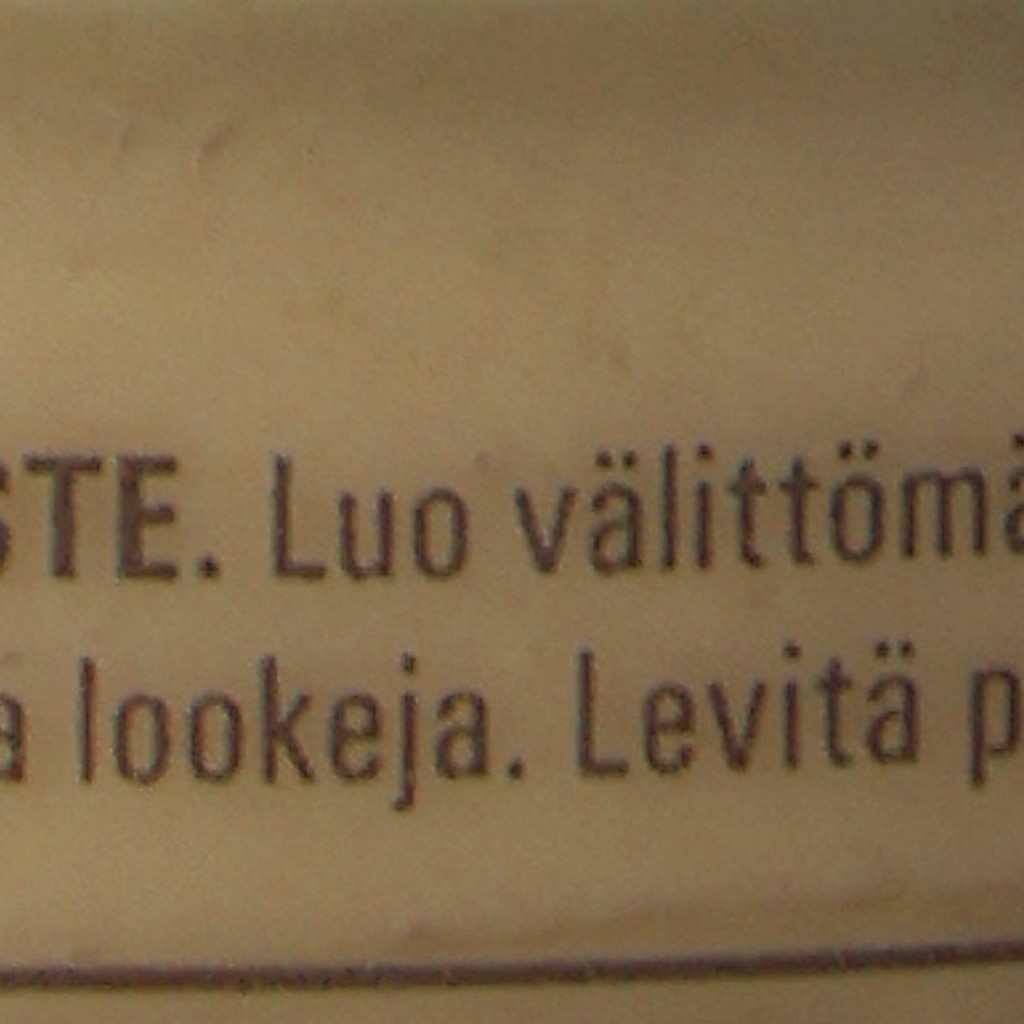 STE. Luo välittömä
a lookeja. Levitä p